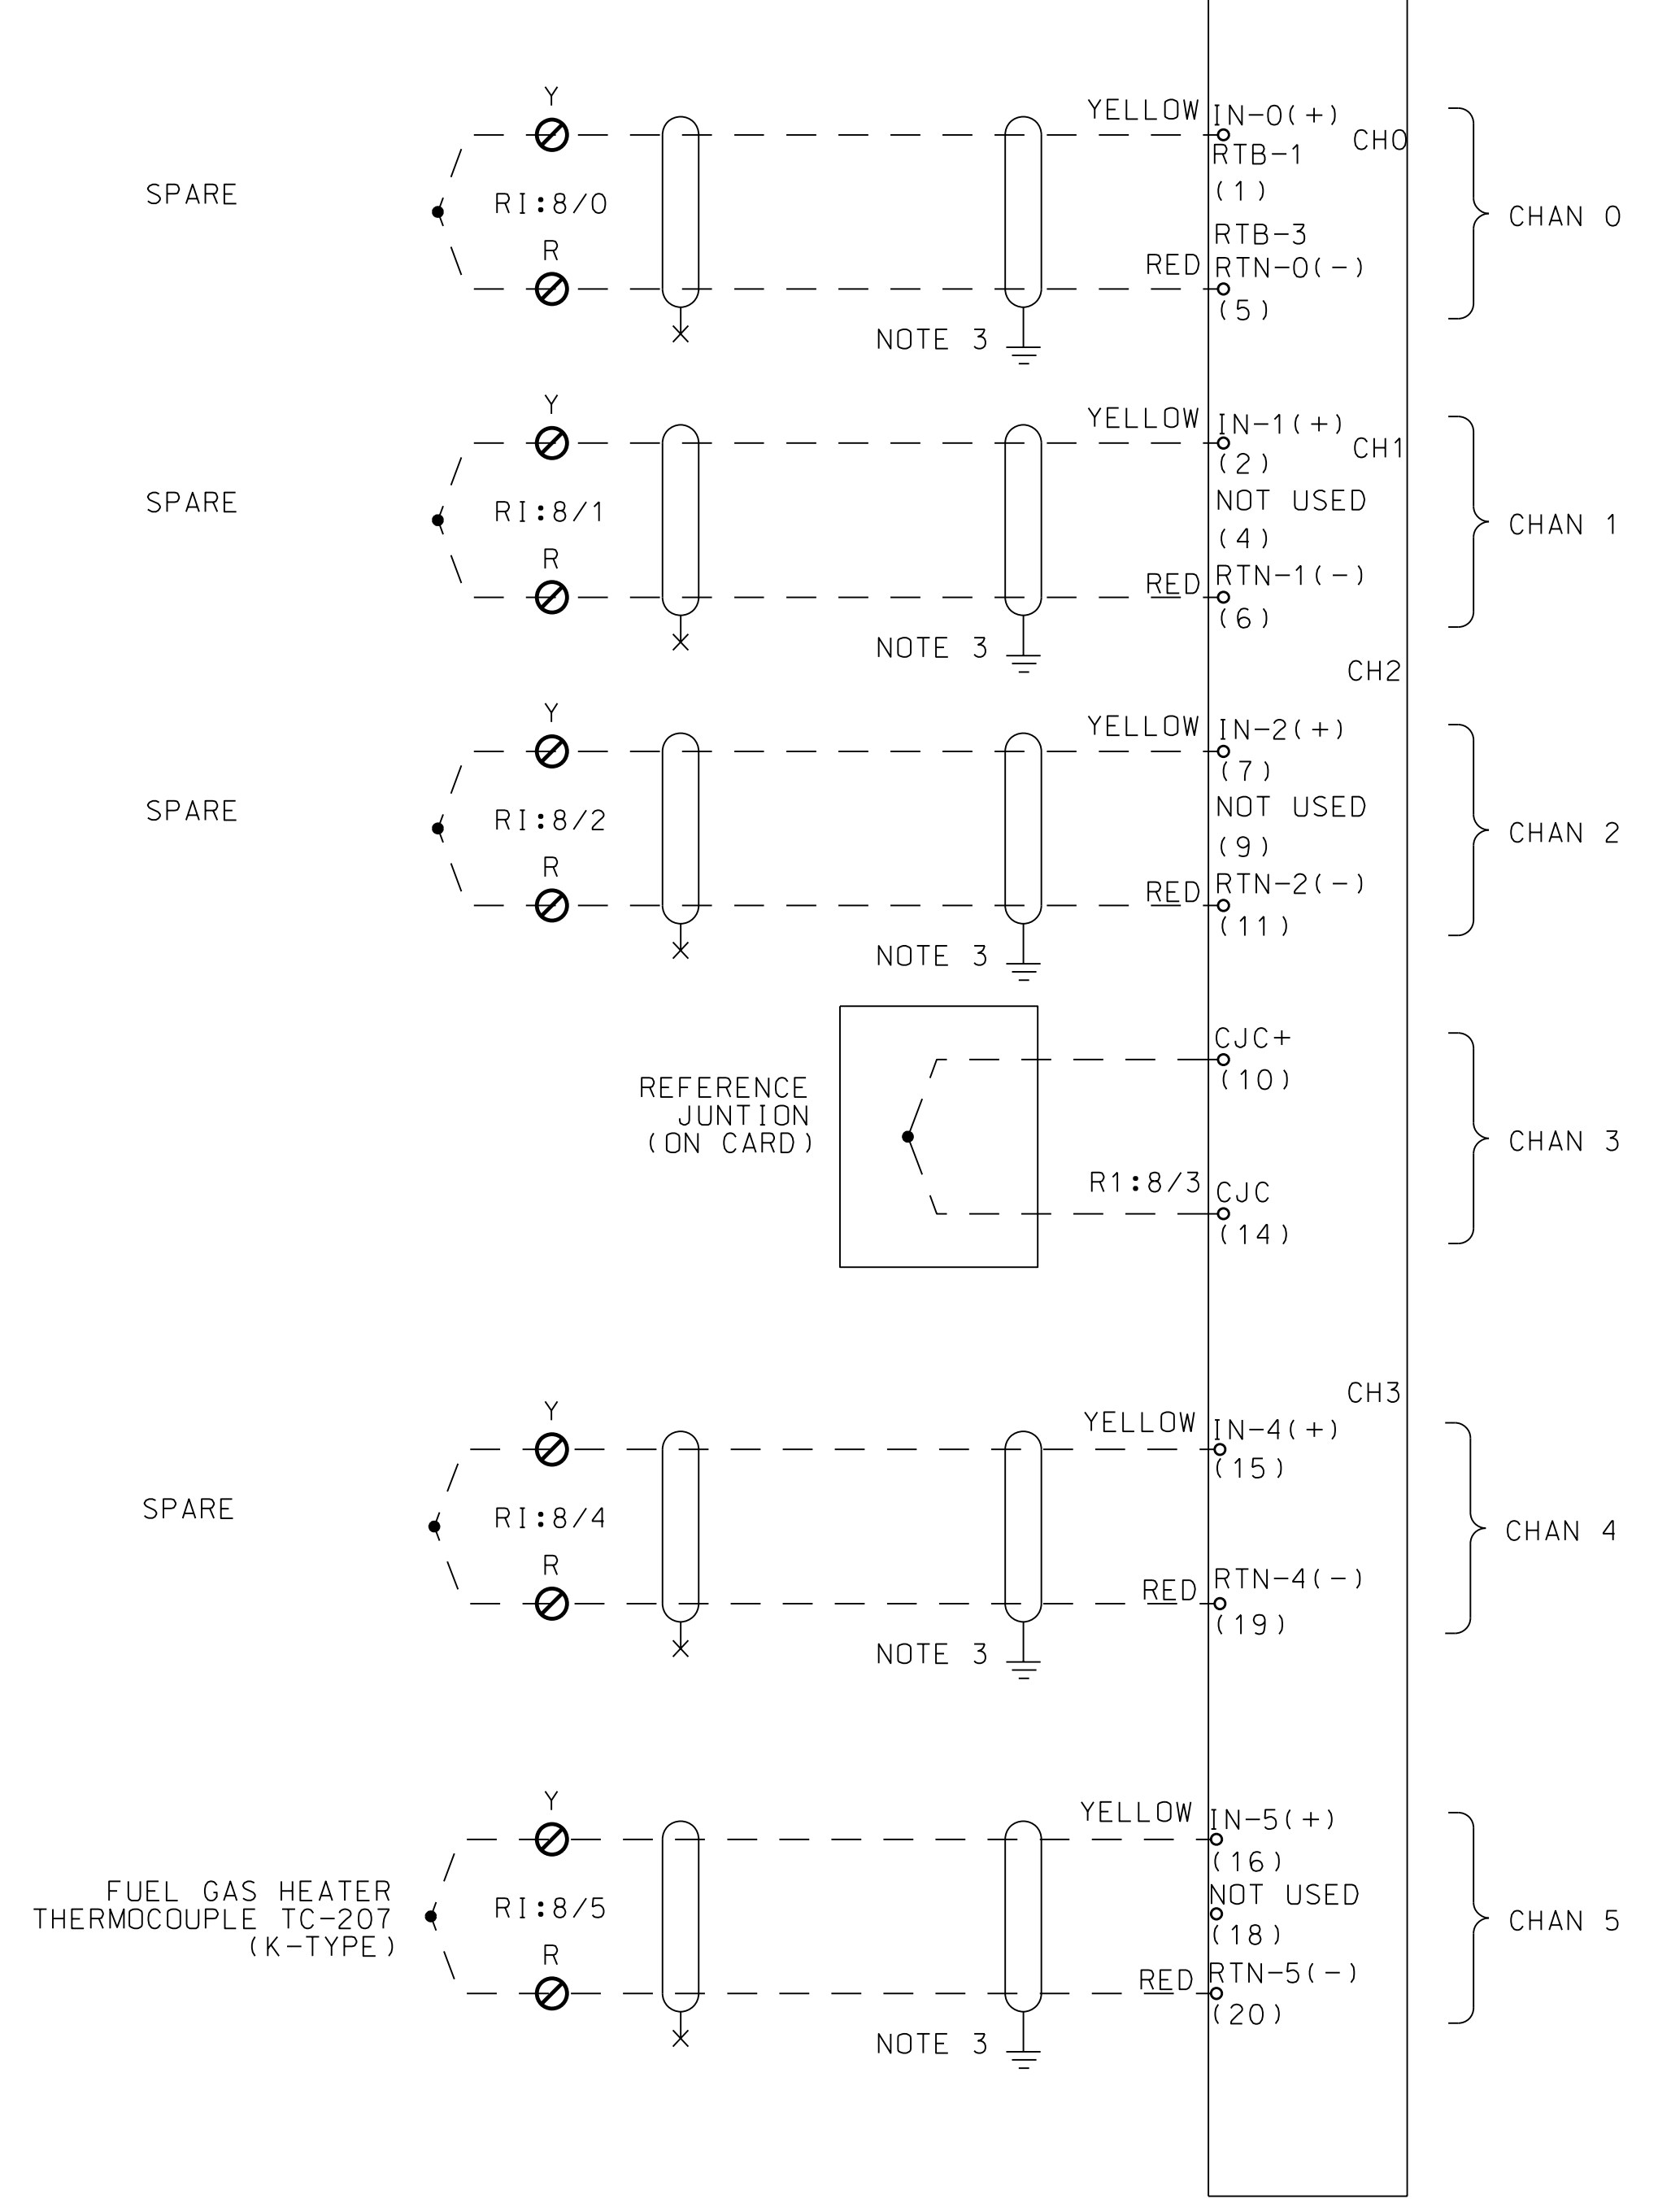 Y
YELLOW IN-0(+)
CH0
RTB-1
SPARE
RI:8/0
(1)
CHAN 0
RTB-3
R
RED RTN-0(-)
(5)
NOTE 3
Y
YELLOW IN-1(+)
CH1
(2)
SPARE
RI:8/1
NOT USED
CHAN 1
(4)
R
RED RTN-1(-)
(6)
NOTE 3
CH2
Y
YELLOW IN-2(+)
(7)
SPARE
RI:8/2
NOT USED
CHAN 2
(9)
R
RED RTN-2(-)
(11)
NOTE 3
CJC+
(10)
REFERENCE
JUNTION
(ON CARD)
CHAN 3
R1:8/3 CJC
(14)
CH3
Y
YELLOW IN-4(+)
(15)
SPARE
RI:8/4
CHAN 4
R
RED RTN-4(-)
(19)
NOTE 3
Y
YELLOW IN-5(+)
(16)
FUEL GAS HEATER
THERMOCOUPLE TC-207
(K-TYPE)
RI:8/5
NOT USED
(18)
CHAN 5
R
RED RTN-5(-)
(20)
NOTE 3